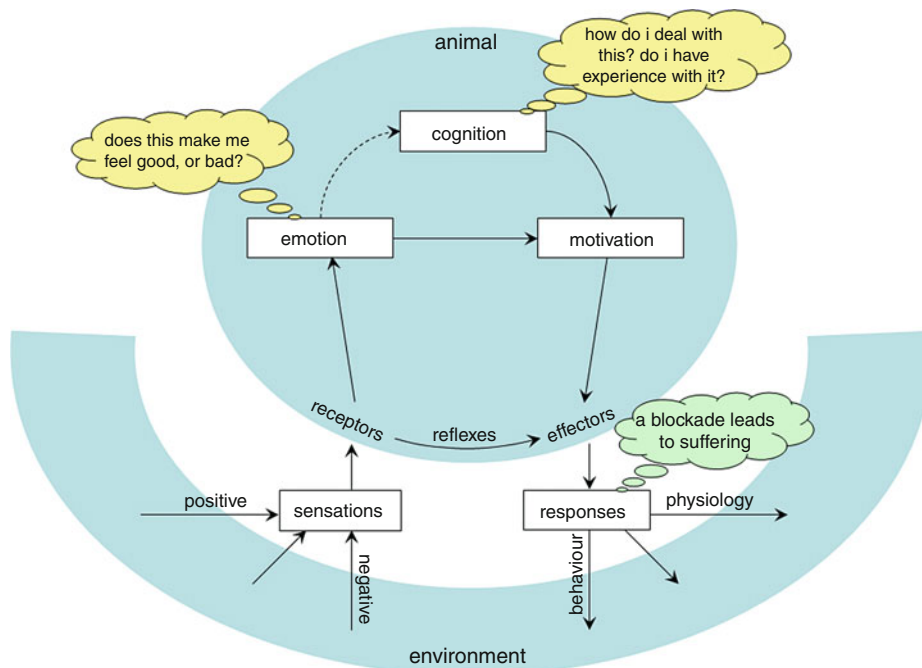 animal
how do i deal with
this? do i have
experience with it?
does this make me
feel good, or bad?
cognition
emotion
motivation
receptors
reflexes
effectors
a blockade leads
to suffering
positive
sensations
negative
responses
physiology
behaviour
environment